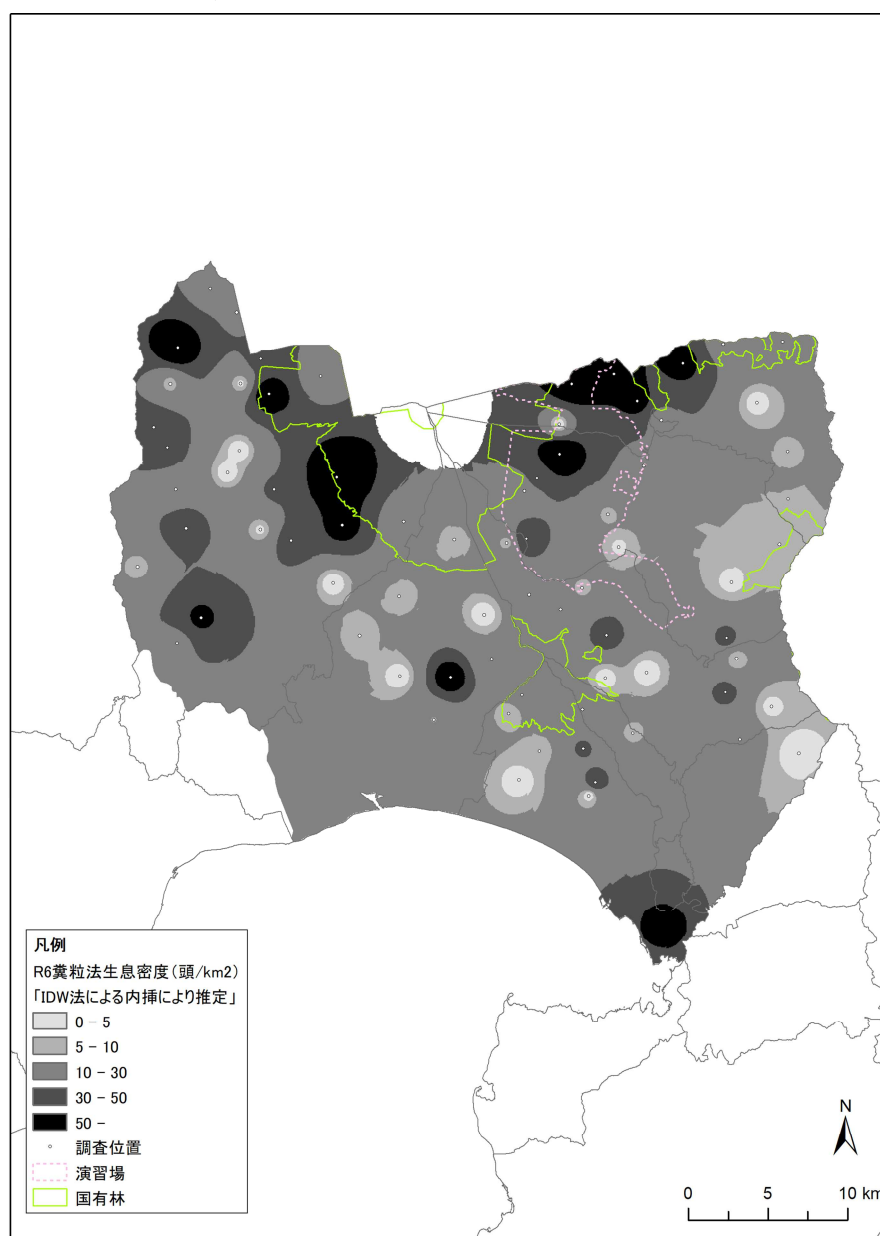 凡例
R6糞粒法生息密度(頭/km2)
「IDW法による内挿により推定」
0 - 5
5 - 10
10 - 30
30 - 50
50 -
調査位置
演習場
国有林
N
0 5 10 km